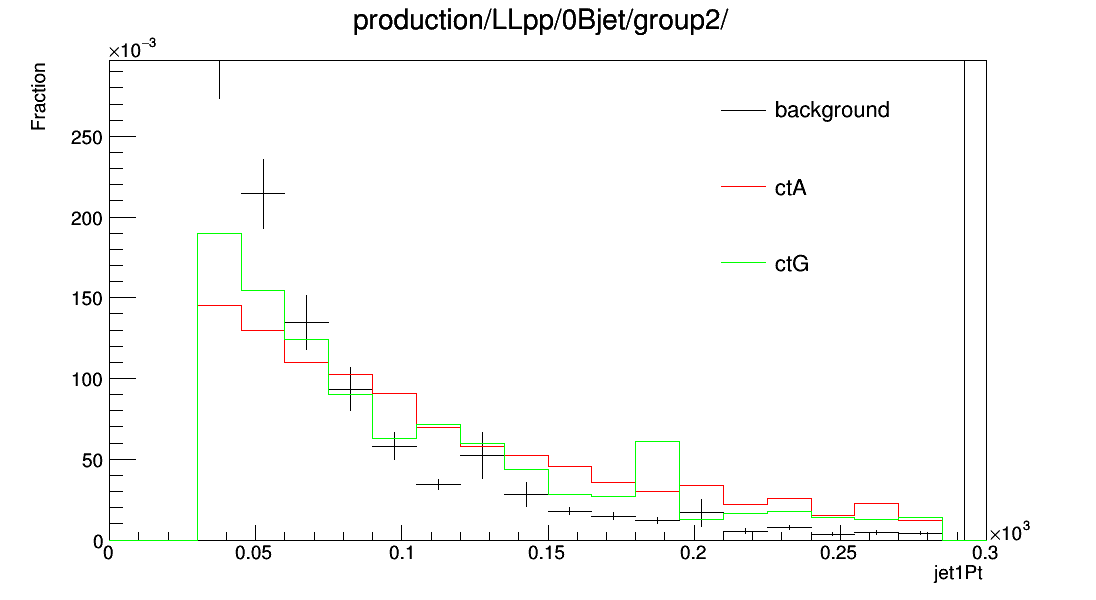 production/LLpp/0Bjet/group2/
×10⁻³
Fraction
background
ctA
ctG
250
200
150
100
50
0
0 0.05 0.1 0.15 0.2 0.25 0.3
×10³
jet1Pt